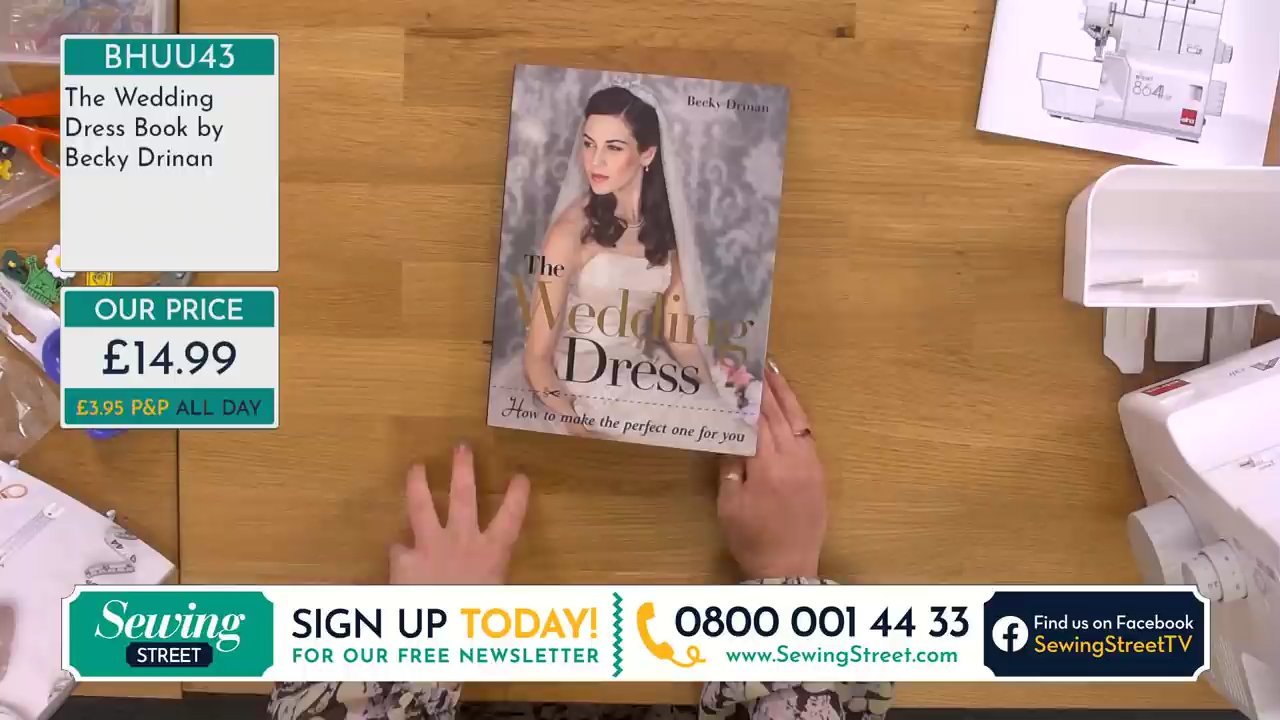 BHUU43
The Wedding
Dress Book by
Becky Drinan
OUR PRICE
£14.99
£3.95 P&P ALL DAY
Becky Drinan
The
Wedding
Dress
How to make the perfect one for you
864
elna
Sewing
STREET
SIGN UP TODAY!
FOR OUR FREE NEWSLETTER
0800 001 44 33
www.SewingStreet.com
Find us on Facebook
SewingStreetTV